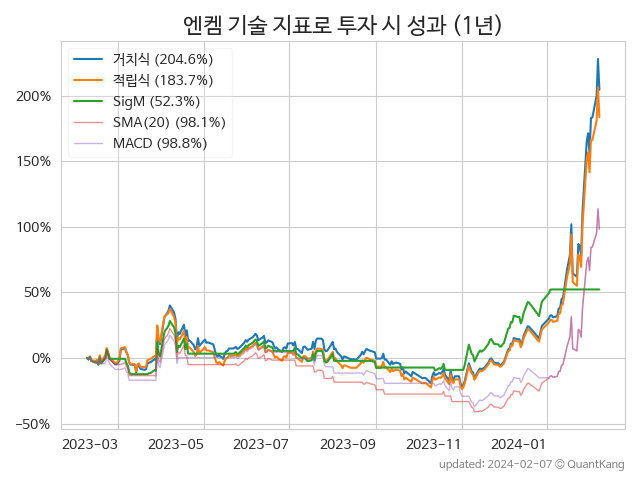 엔켐 기술 지표로 투자 시 성과 (1년)
거치식 (204.6%)
적립식 (183.7%)
SigM (52.3%)
SMA(20) (98.1%)
MACD (98.8%)
200%
150%
100%
50%
0%
−50%
2023-03 2023-05 2023-07 2023-09 2023-11 2024-01
updated: 2024-02-07 © QuantKang